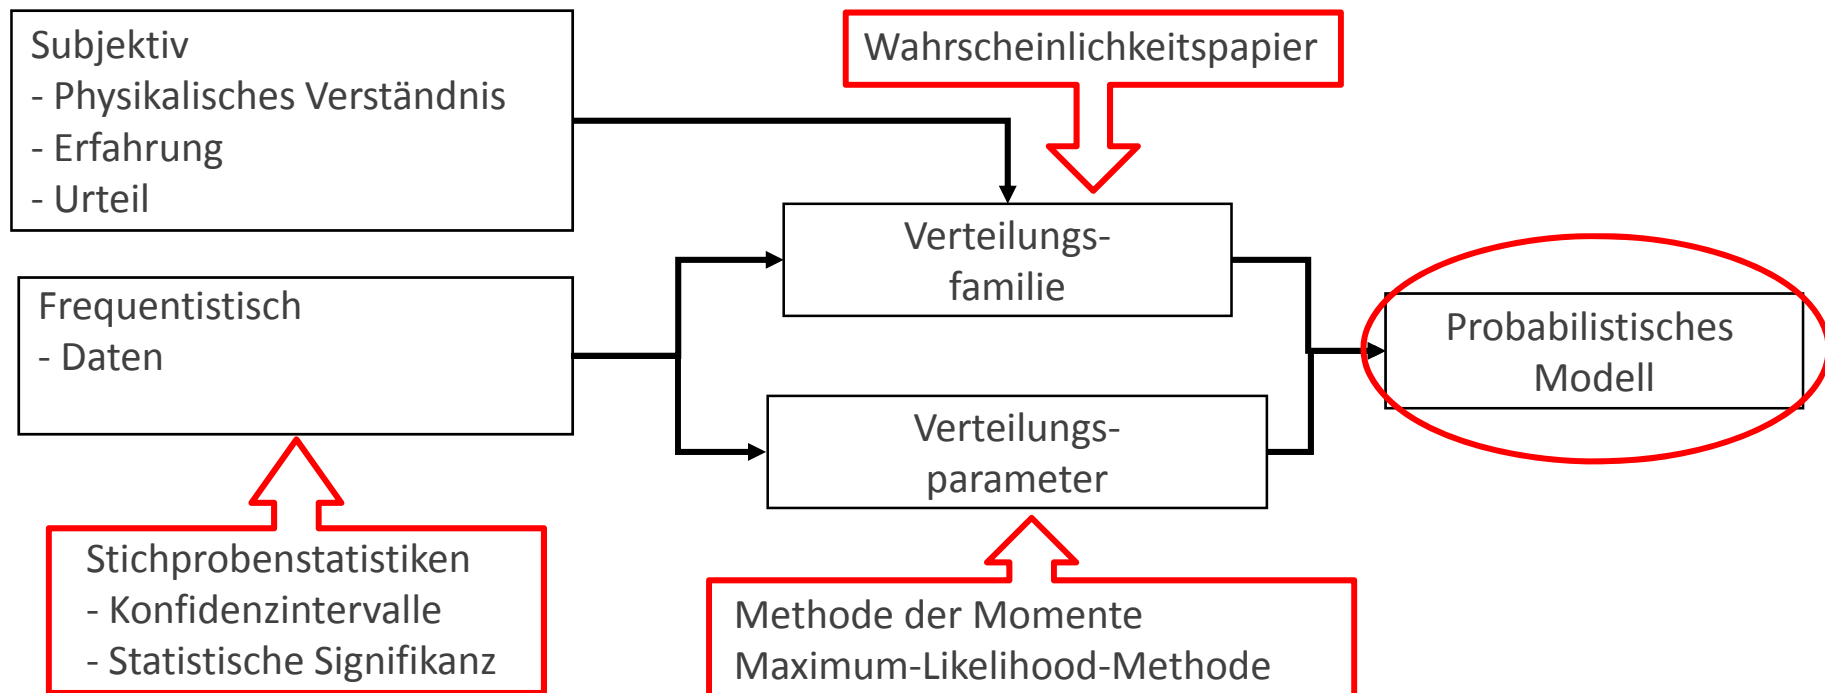 Subjektiv
- Physikalisches Verständnis
- Erfahrung
- Urteil
Wahrscheinlichkeitspapier
Verteilungs-
familie
Frequentistisch
- Daten
Probabilistisches
Modell
Verteilungs-
parameter
Stichprobenstatistiken
- Konfidenzintervalle
- Statistische Signifikanz
Methode der Momente
Maximum-Likelihood-Methode